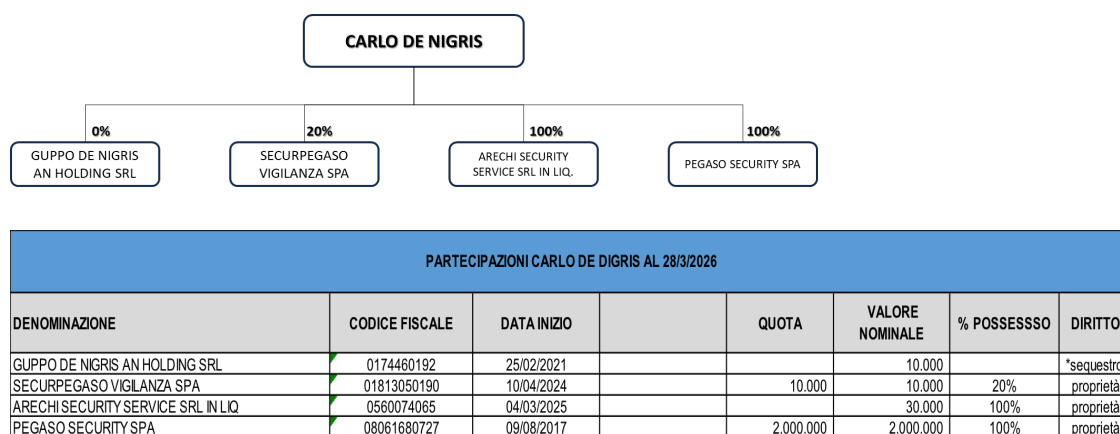 CARLO DE NIGRIS
0% 20% 100% 100%
GUPPO DE NIGRIS
AN HOLDING SRL
SECURPEGASO
VIGILANZA SPA
ARECHI SECURITY
SERVICE SRL IN LIQ.
PEGASO SECURITY SPA
PARTECIPAZIONI CARLO DE DIGRIS AL 28/3/2026
DENOMINAZIONE CODICE FISCALE DATA INIZIO QUOTA VALORE NOMINALE % POSSESSSO DIRITTO
GUPPO DE NIGRIS AN HOLDING SRL 0174460192 25/02/2021 10.000 *sequestro
SECURPEGASO VIGILANZA SPA 01813050190 10/04/2024 10.000 10.000 20% proprietà
ARECHI SECURITY SERVICE SRL IN LIQ 0560074065 04/03/2025 30.000 100% proprietà
PEGASO SECURITY SPA 08061680727 09/08/2017 2.000.000 2.000.000 100% proprietà